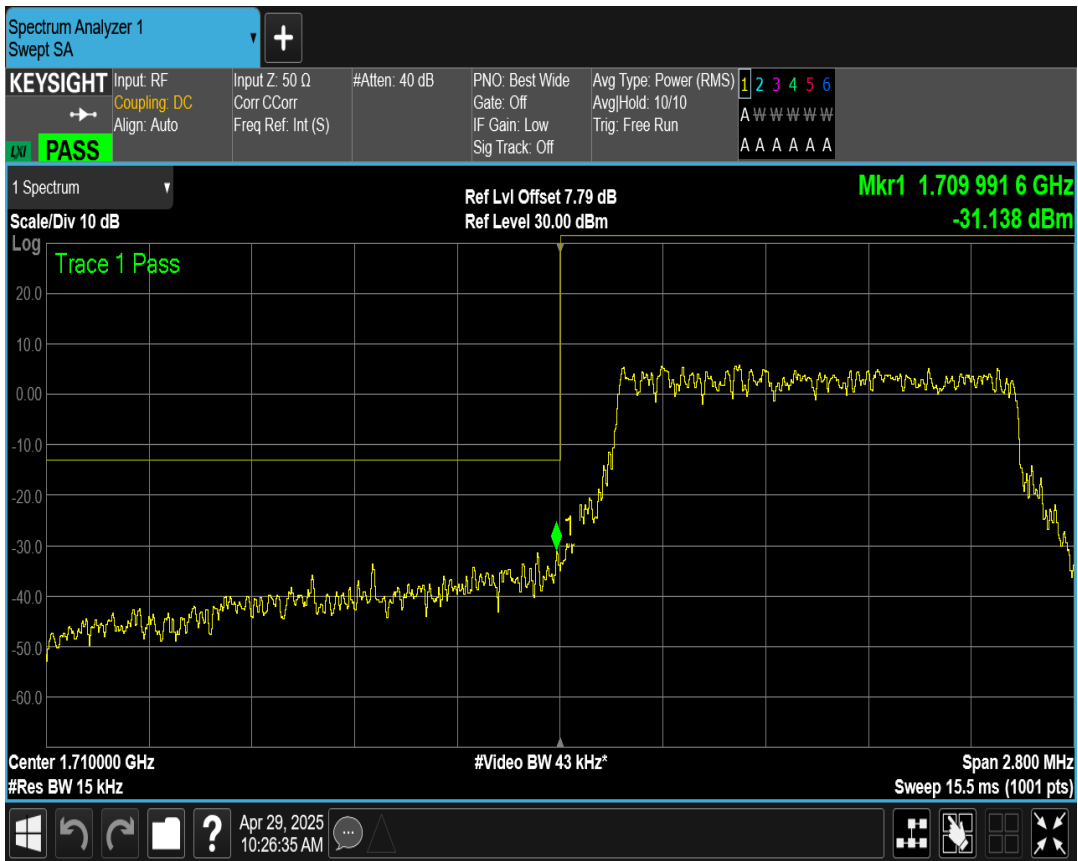 Spectrum Analyzer 1
Swept SA
KEYSIGHT
LXI
PASS
Input: RF
Coupling: DC
Align: Auto
Input Z: 50 Ω
Corr CCorr
Freq Ref: Int (S)
#Atten: 40 dB
PNO: Best Wide
Gate: Off
IF Gain: Low
Sig Track: Off
Avg Type: Power (RMS)
Avg|Hold: 10/10
Trig: Free Run
1 2 3 4 5 6
A W W W W W
A A A A A A
1 Spectrum
Scale/Div 10 dB
Ref Lvl Offset 7.79 dB
Ref Level 30.00 dBm
Mkr1 1.709 991 6 GHz
-31.138 dBm
Log
Trace 1 Pass
20.0
10.0
0.00
-10.0
-20.0
-30.0
-40.0
-50.0
-60.0
1
Center 1.710000 GHz
#Video BW 43 kHz*
Span 2.800 MHz
#Res BW 15 kHz
Sweep 15.5 ms (1001 pts)
?
Apr 29, 2025
10:26:35 AM